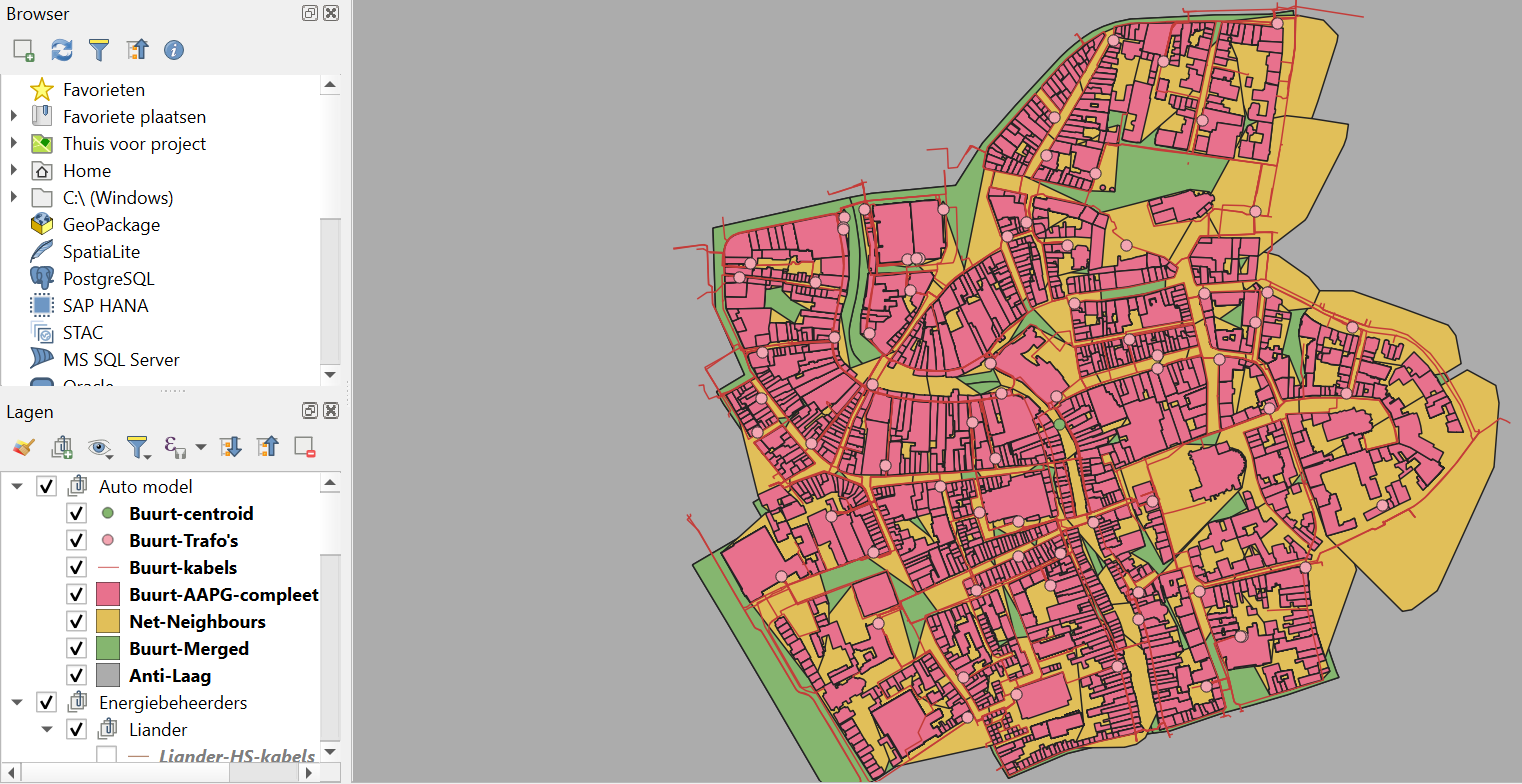 Browser
Favorieten
Favoriete plaatsen
Thuis voor project
Home
C:\ (Windows)
GeoPackage
SpatiaLite
PostgreSQL
SAP HANA
STAC
MS SQL Server
Oracle
Lagen
Auto model
Buurt-centroid
Buurt-Trafo's
Buurt-kabels
Buurt-AAPG-compleet
Net-Neighbours
Buurt-Merged
Anti-Laag
Energiebeheerders
Liander
Liander-HS-kabels